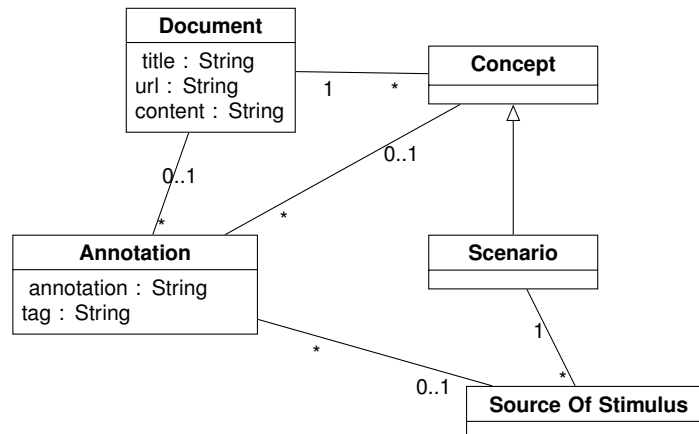 Document
title : String
url : String
content : String
Concept
1
*
0..1
0..1
*
*
Annotation
annotation : String
tag : String
Scenario
1
*
0..1
*
Source Of Stimulus